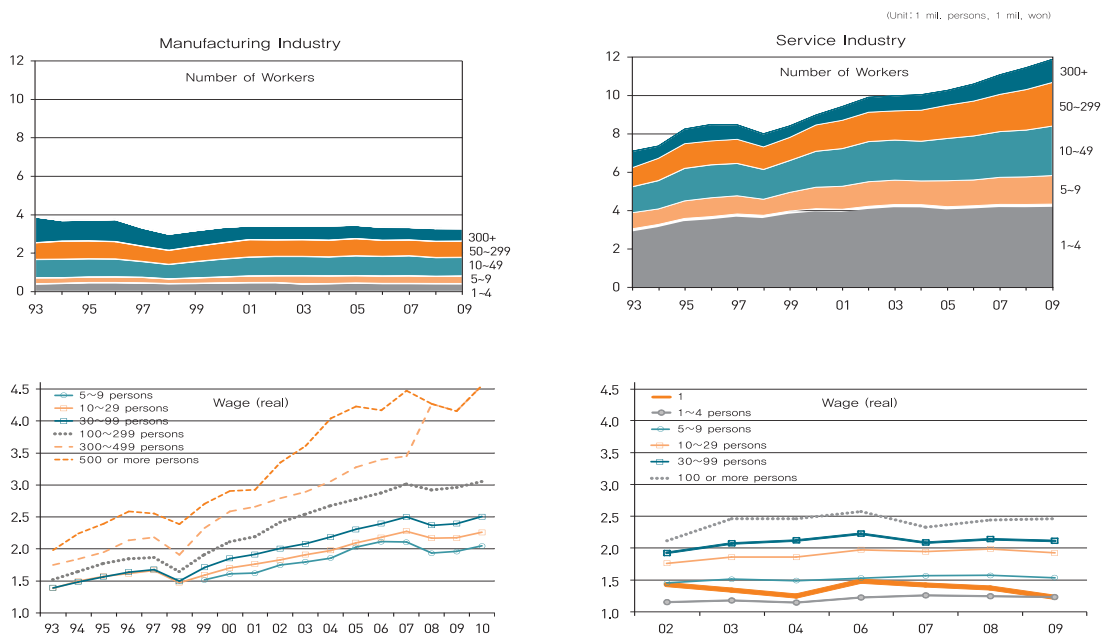 (Unit: 1 mil. persons, 1 mil. won)
Manufacturing Industry
Number of Workers
12
10
8
6
4
2
0
300+
50~299
10~49
5~9
1~4
93 95 97 99 01 03 05 07 09
Service Industry
Number of Workers
12
10
8
6
4
2
0
300+
50~299
10~49
5~9
1~4
93 95 97 99 01 03 05 07 09
Wage (real)
4.5
4.0
3.5
3.0
2.5
2.0
1.5
1.0
5~9 persons
10~29 persons
30~99 persons
100~299 persons
300~499 persons
500 or more persons
93 94 95 96 97 98 99 00 01 02 03 04 05 06 07 08 09 10
Wage (real)
4.5
4.0
3.5
3.0
2.5
2.0
1.5
1.0
1
1~4 persons
5~9 persons
10~29 persons
30~99 persons
100 or more persons
02 03 04 06 07 08 09